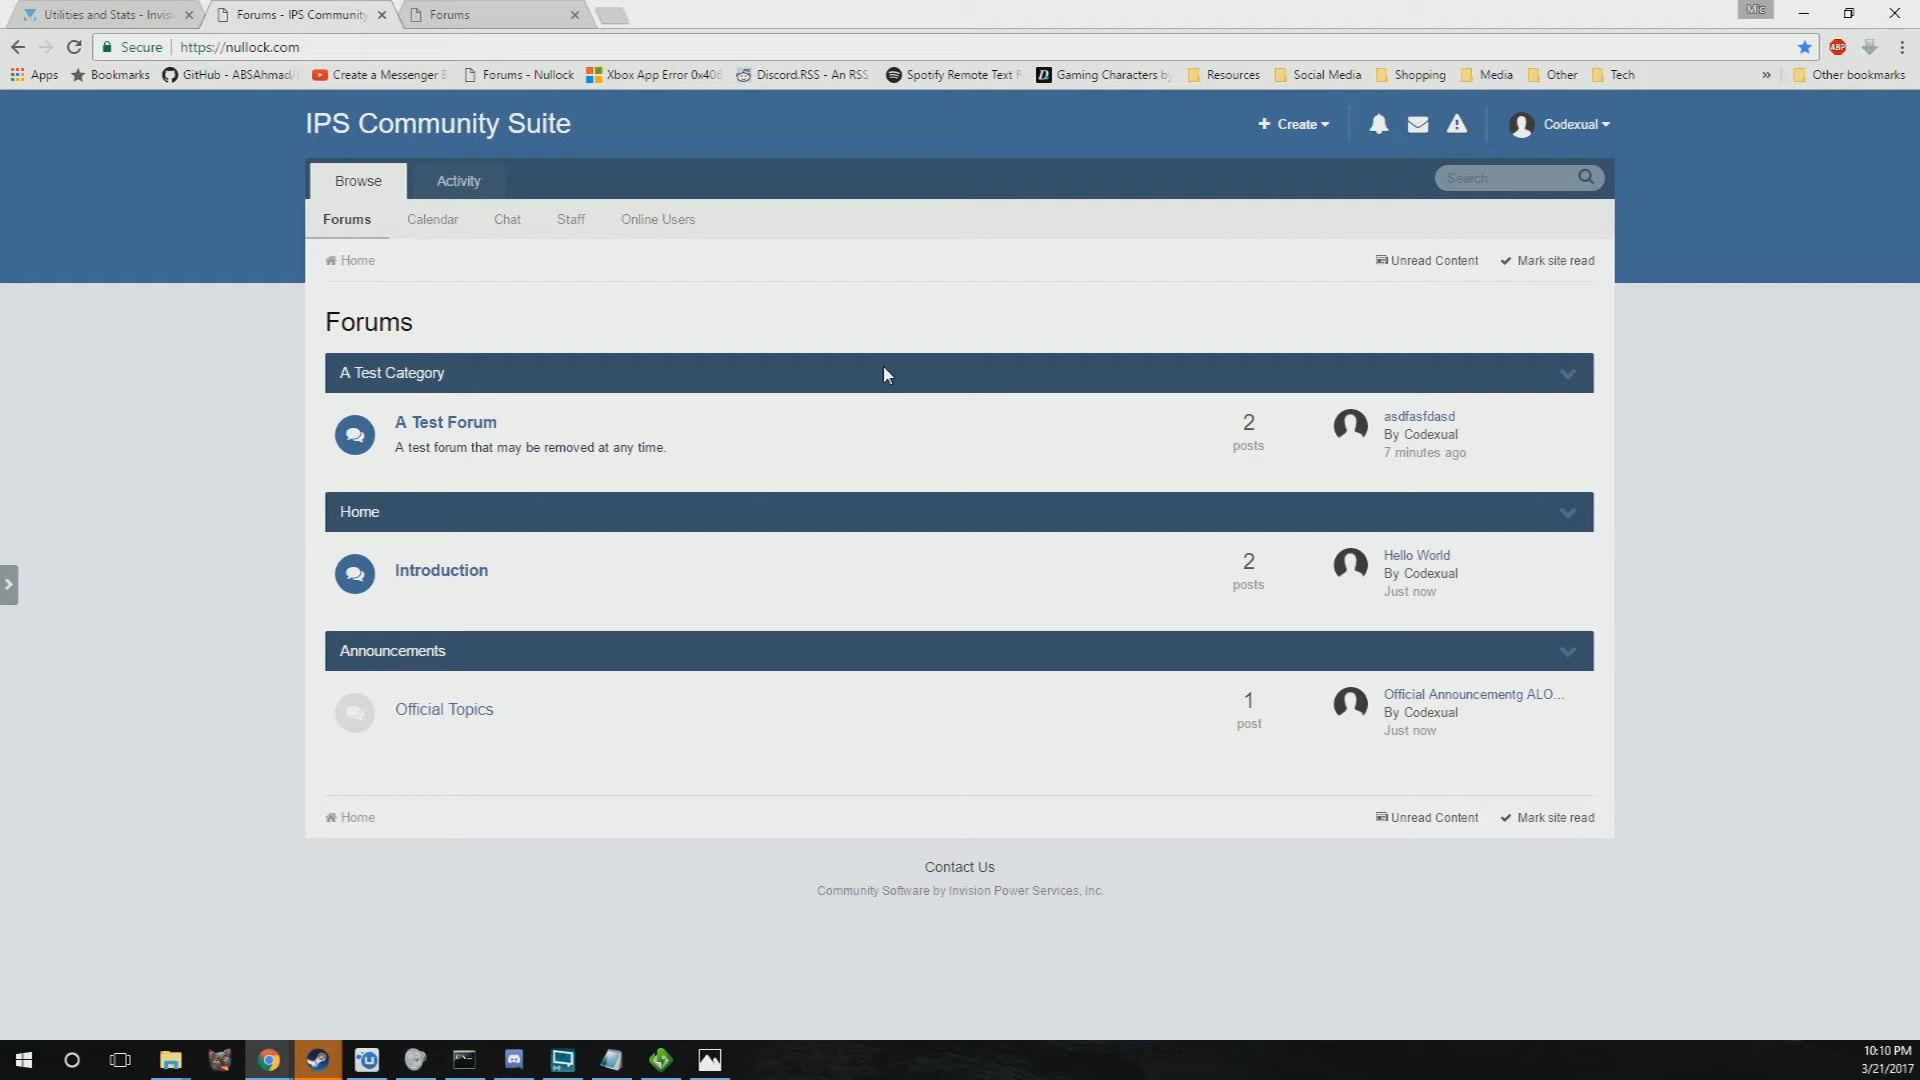 Utilities and Stats - Invisi
Forums - IPS Community
Forums
Mic
Secure https://nullock.com
ABP
Apps Bookmarks GitHub - ABSAhmad/ Create a Messenger B Forums - Nullock Xbox App Error 0x406 Discord.RSS - An RSS Spotify Remote Text Gaming Characters by Resources Social Media Shopping Media Other Tech » Other bookmarks
IPS Community Suite
+ Create
Codexual
Browse Activity
Search...
Forums Calendar Chat Staff Online Users
Home
Unread Content Mark site read
Forums
A Test Category
A Test Forum
A test forum that may be removed at any time.
2
posts
asdfasfdasd
By Codexual
7 minutes ago
Home
Introduction
2
posts
Hello World
By Codexual
Just now
Announcements
Official Topics
1
post
Official Announcementg ALO...
By Codexual
Just now
Home
Unread Content Mark site read
Contact Us
Community Software by Invision Power Services, Inc.
10:10 PM
3/21/2017